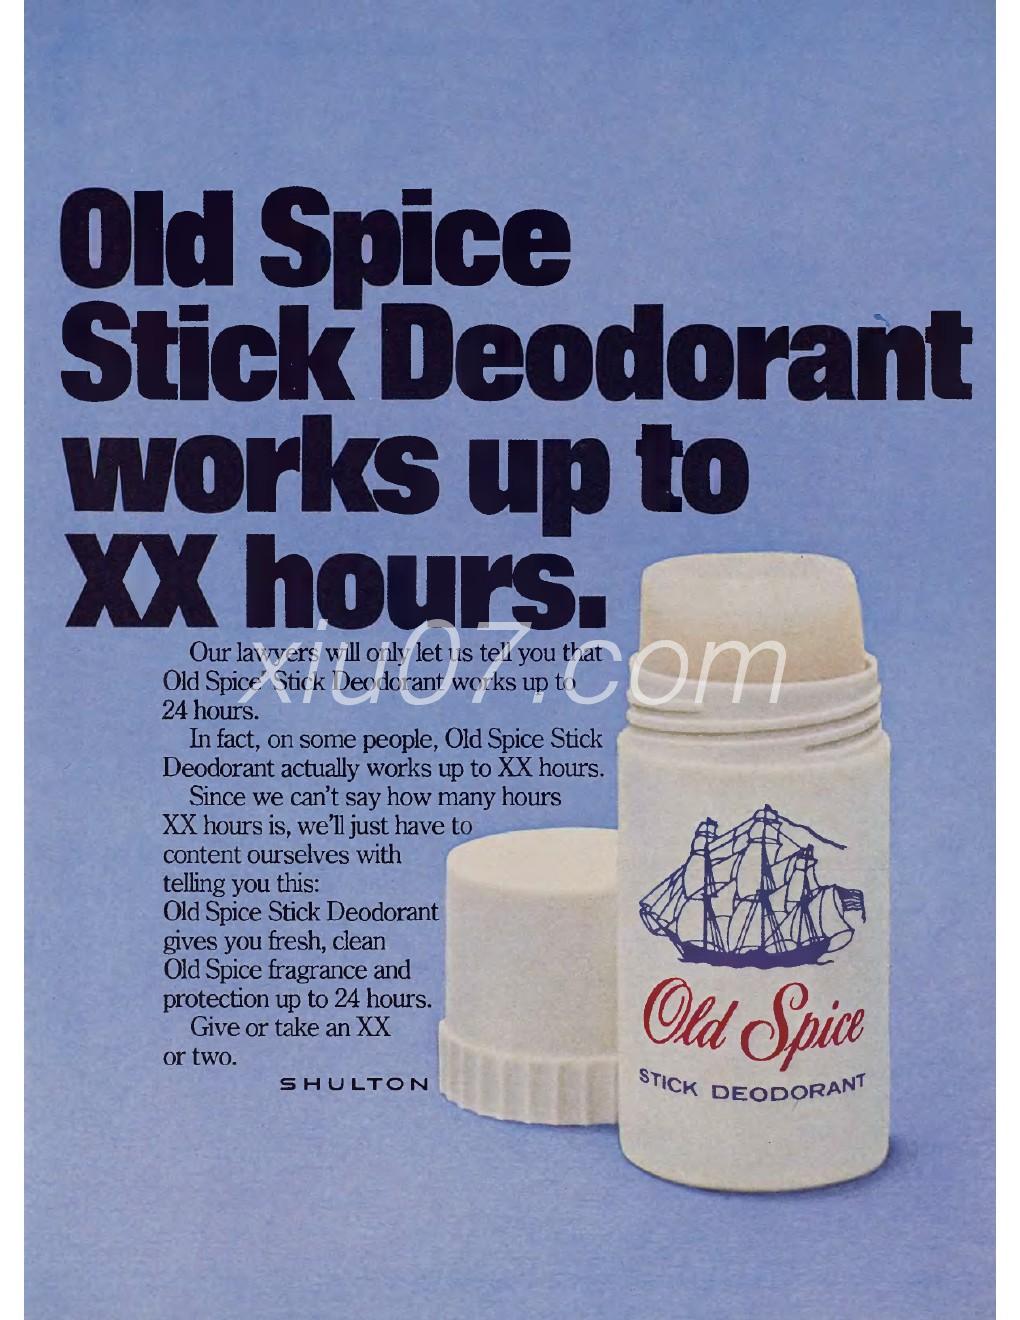 Old Spice
Stick Deodorant
works up to
XX hours.
Our lawyers will only let us tell you that
Old Spice® Stick Deodorant works up to
24 hours.
In fact, on some people, Old Spice Stick
Deodorant actually works up to XX hours.
Since we can't say how many hours
XX hours is, we'll just have to
content ourselves with
telling you this:
Old Spice Stick Deodorant
gives you fresh, clean
Old Spice fragrance and
protection up to 24 hours.
Give or take an XX
or two.
SHULTON
xiu07.com
Old Spice
STICK DEODORANT